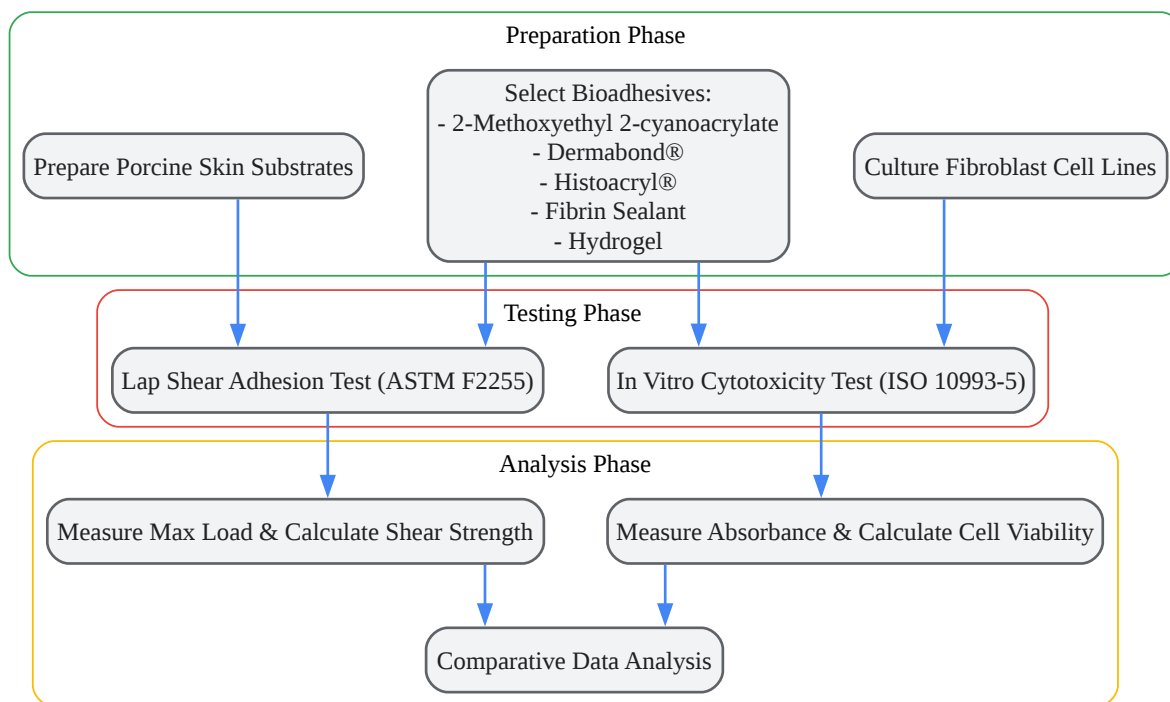 Preparation Phase
Select Bioadhesives:
- 2-Methoxyethyl 2-cyanoacrylate
- Dermabond®
- Histoacryl®
- Fibrin Sealant
- Hydrogel
Prepare Porcine Skin Substrates
Culture Fibroblast Cell Lines
Testing Phase
Lap Shear Adhesion Test (ASTM F2255)
In Vitro Cytotoxicity Test (ISO 10993-5)
Analysis Phase
Measure Max Load & Calculate Shear Strength
Measure Absorbance & Calculate Cell Viability
Comparative Data Analysis